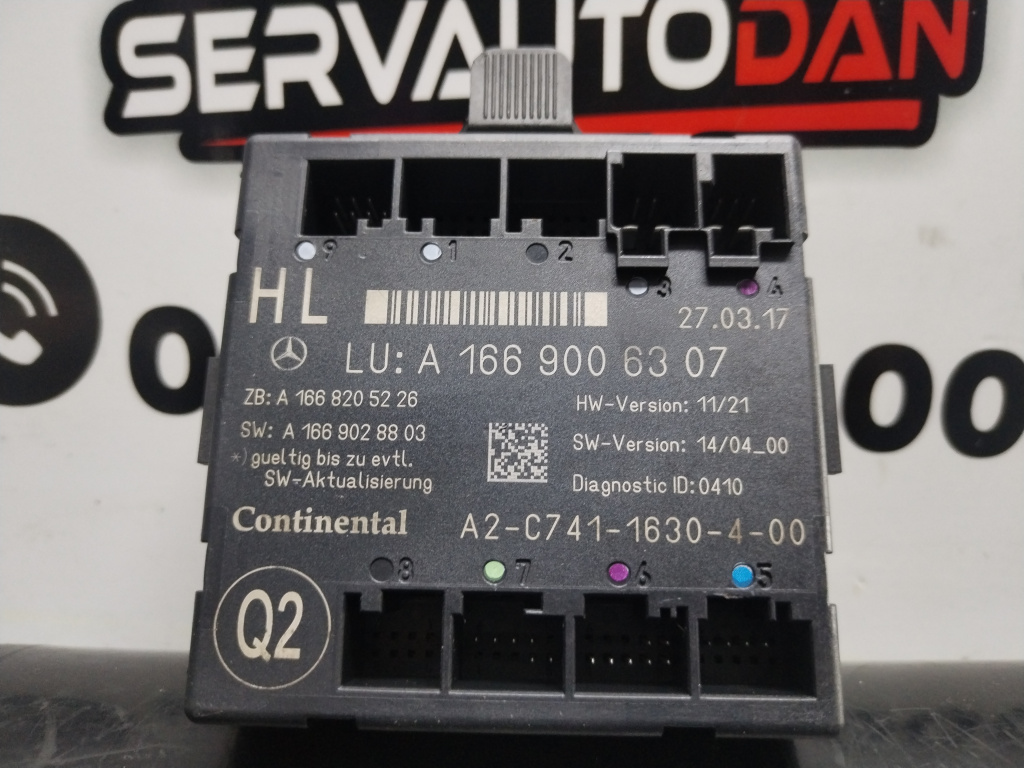 SERVAUTODAN
9 1 2 3 4
HL
27.03.17
LU: A 166 900 63 07
ZB: A 166 820 52 26
HW-Version: 11/21
SW: A 166 902 88 03
SW-Version: 14/04_00
*) gueltig bis zu evtl.
SW-Aktualisierung
Diagnostic ID: 0410
Continental
A2-C741-1630-4-00
8 7 6 5
Q2